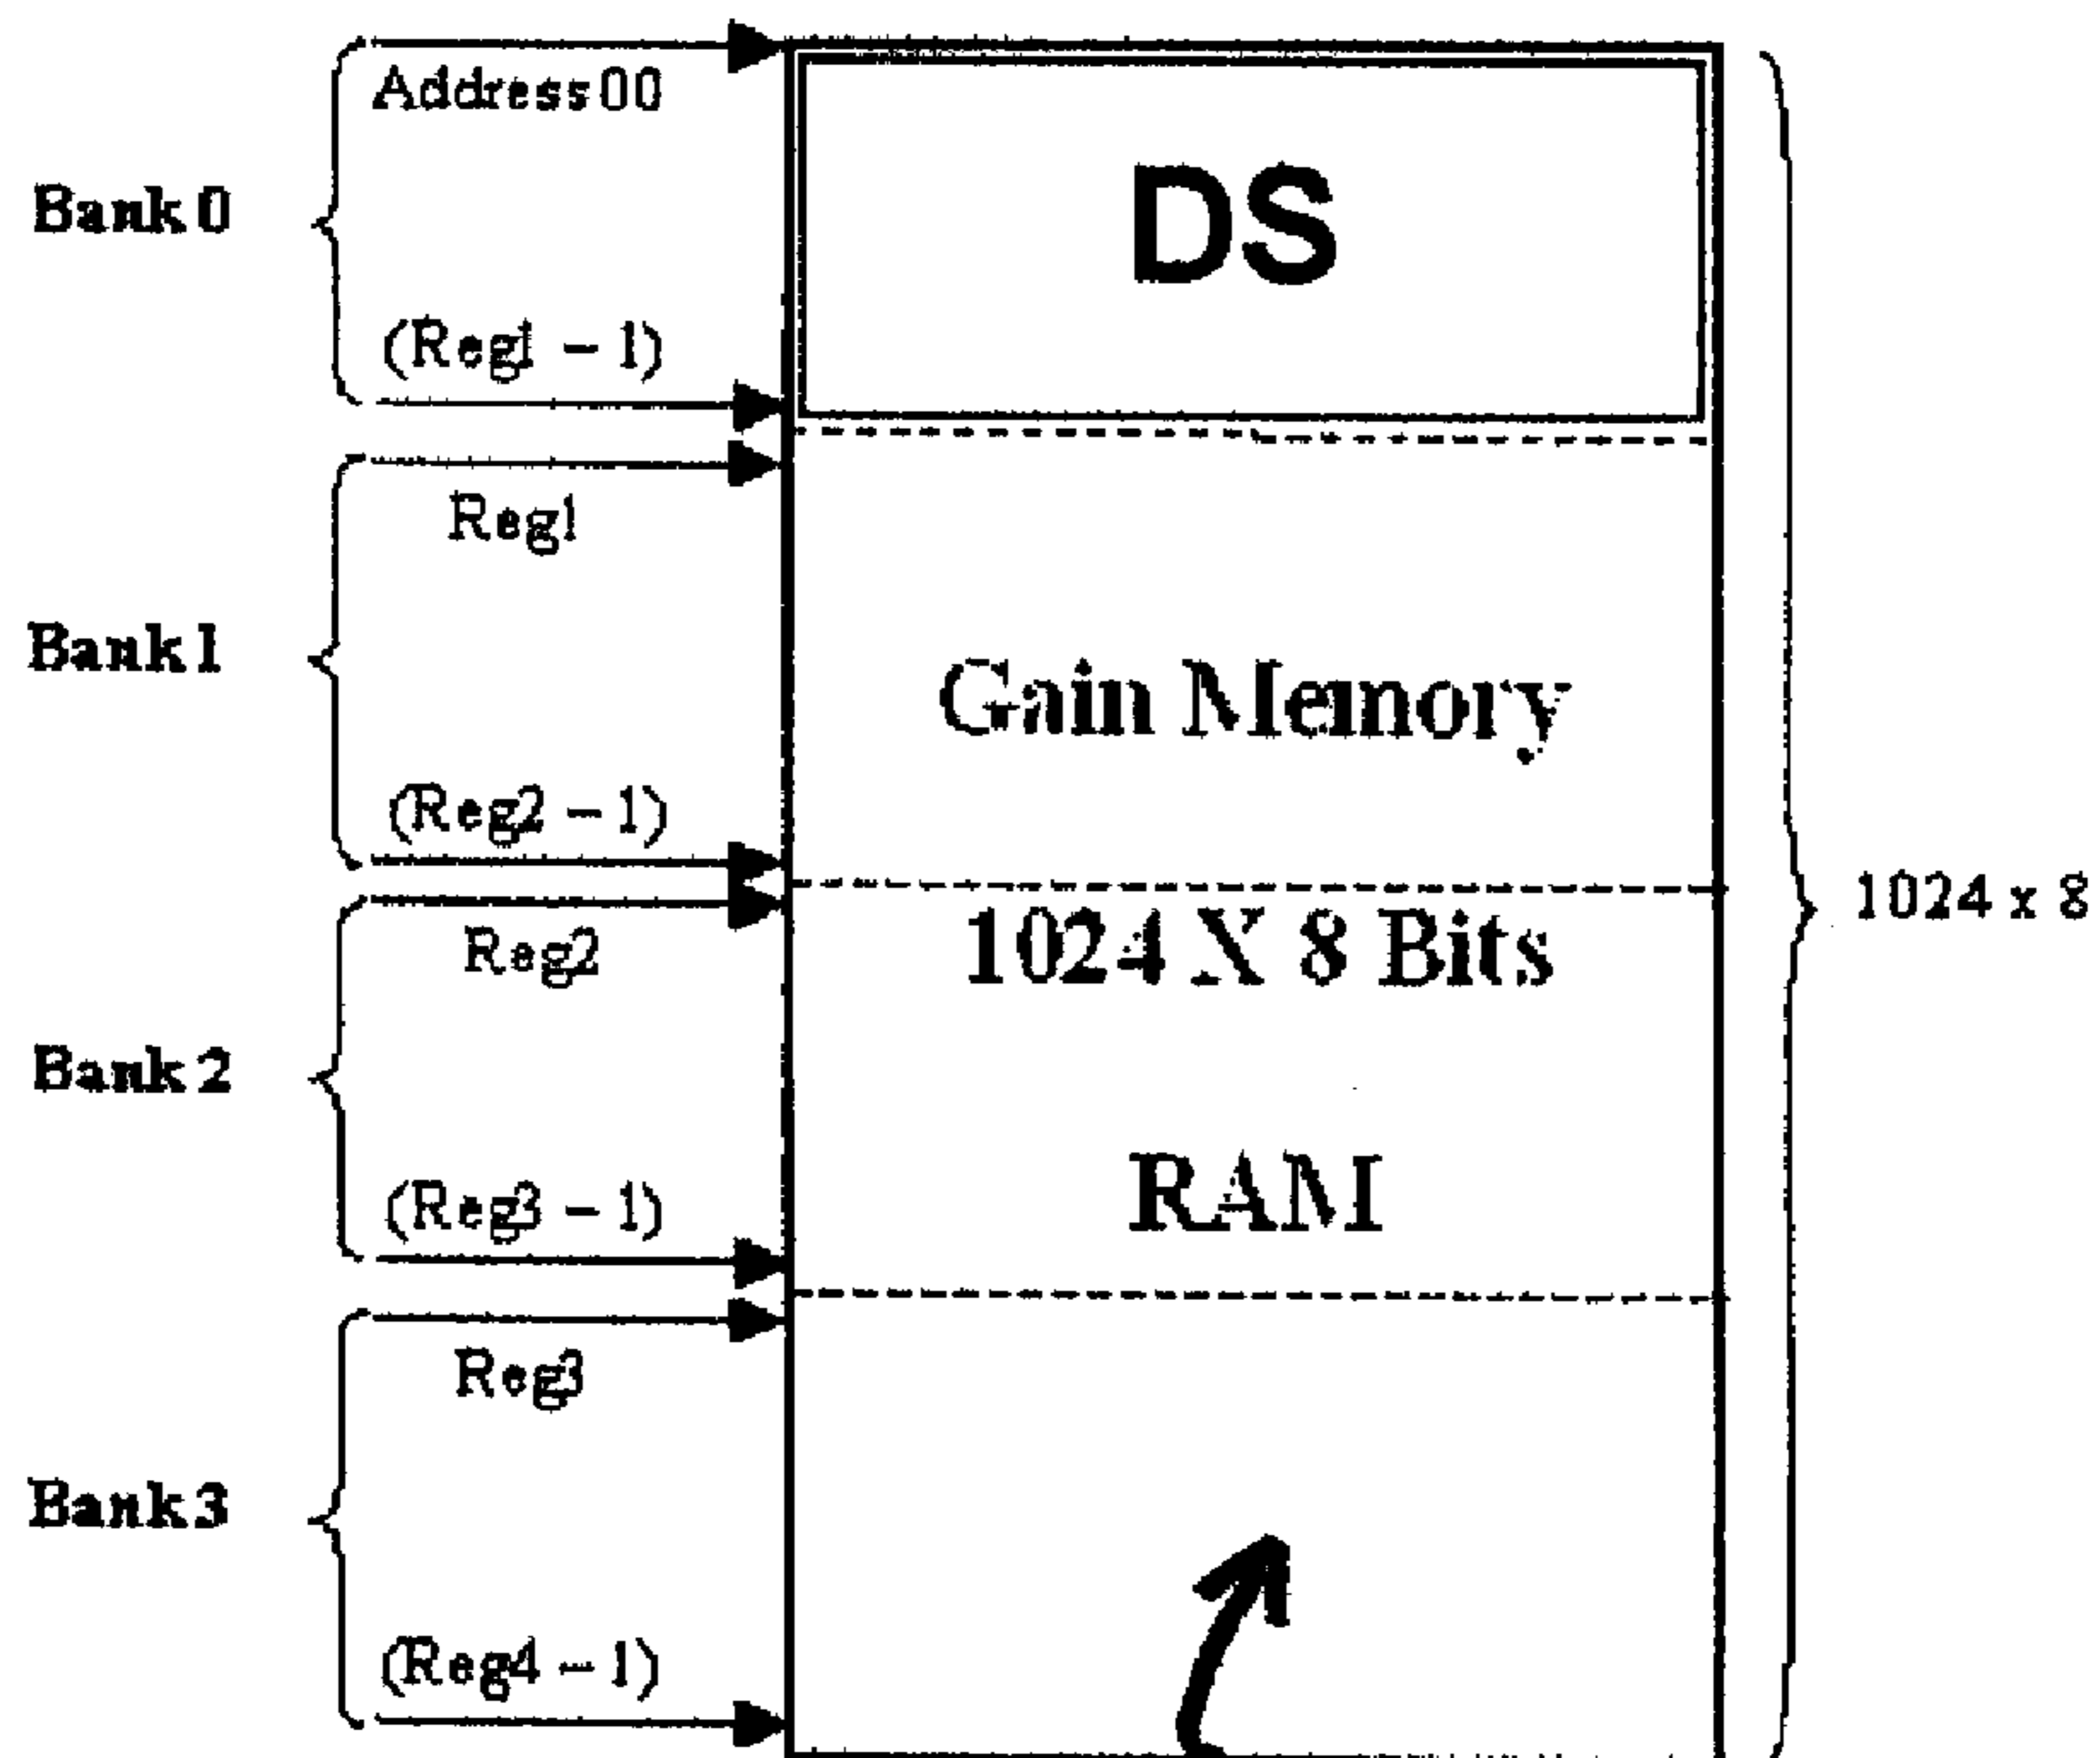 Address 00
DS
Bank 0
(Reg1 - 1)
Reg1
Bank 1
Gain Memory
(Reg2 - 1)
1024 x 8
1024 X 8 Bits
Reg2
Bank 2
RAM
(Reg3 - 1)
Reg3
Bank 3
(Reg4 - 1)